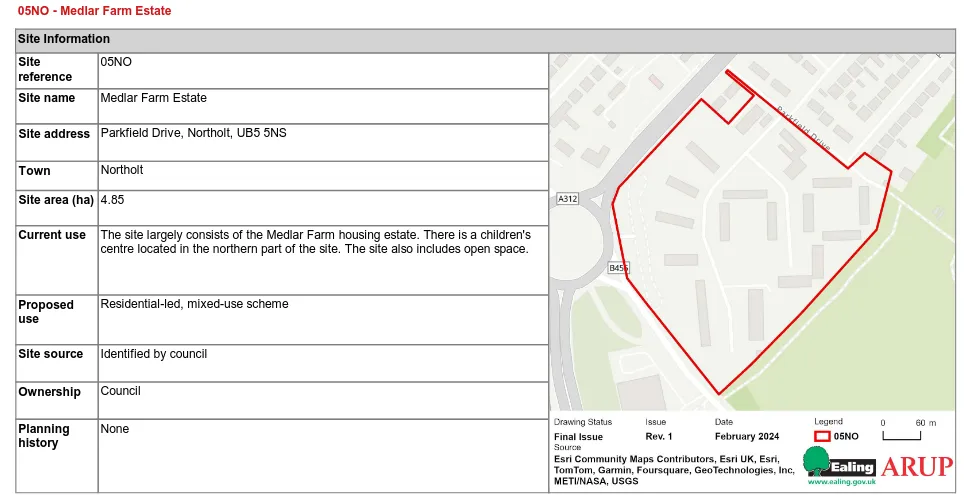 05NO - Medlar Farm Estate
Site Information
Site
reference
05NO
Site name
Medlar Farm Estate
Site address
Parkfield Drive, Northolt, UB5 5NS
Town
Northolt
Site area (ha)
4.85
Current use
The site largely consists of the Medlar Farm housing estate. There is a children's
centre located in the northern part of the site. The site also includes open space.
Proposed
use
Residential-led, mixed-use scheme
Site source
Identified by council
Ownership
Council
Planning
history
None
Parkfield Drive
A312
Drawing Status
Issue
Date
Legend
0 60 m
Final Issue
Rev. 1
February 2024
05NO
Source
Esri Community Maps Contributors, Esri UK, Esri,
TomTom, Garmin, Foursquare, GeoTechnologies, Inc,
METI/NASA, USGS
Ealing
www.ealing.gov.uk
ARUP